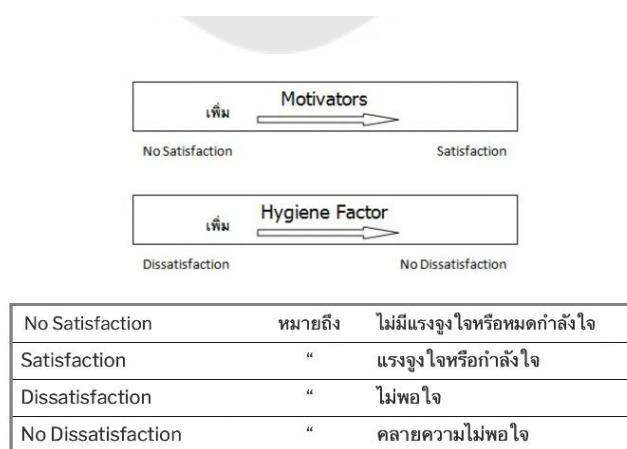 Motivators
เพิ่ม
No Satisfaction Satisfaction
Hygiene Factor
เพิ่ม
Dissatisfaction No Dissatisfaction
No Satisfaction หมายถึง ไม่มีแรงจูงใจหรือหมดกำลังใจ
Satisfaction “ แรงจูงใจหรือกำลังใจ
Dissatisfaction “ ไม่พอใจ
No Dissatisfaction “ คลายความไม่พอใจ